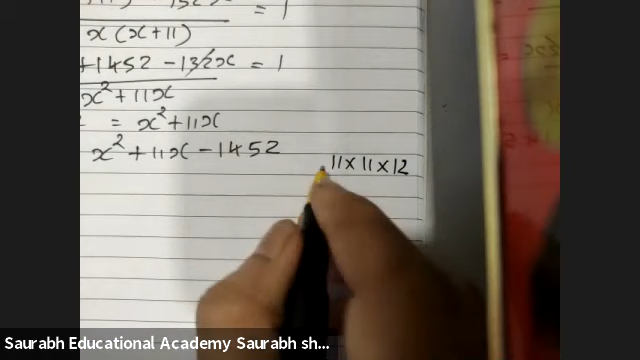 = 1
x(x+11)
+1452 -132x = 1
x² + 11x
= x² + 11x
x² + 11x - 1452
11 x 11 x 12
Saurabh Educational Academy Saurabh sh...